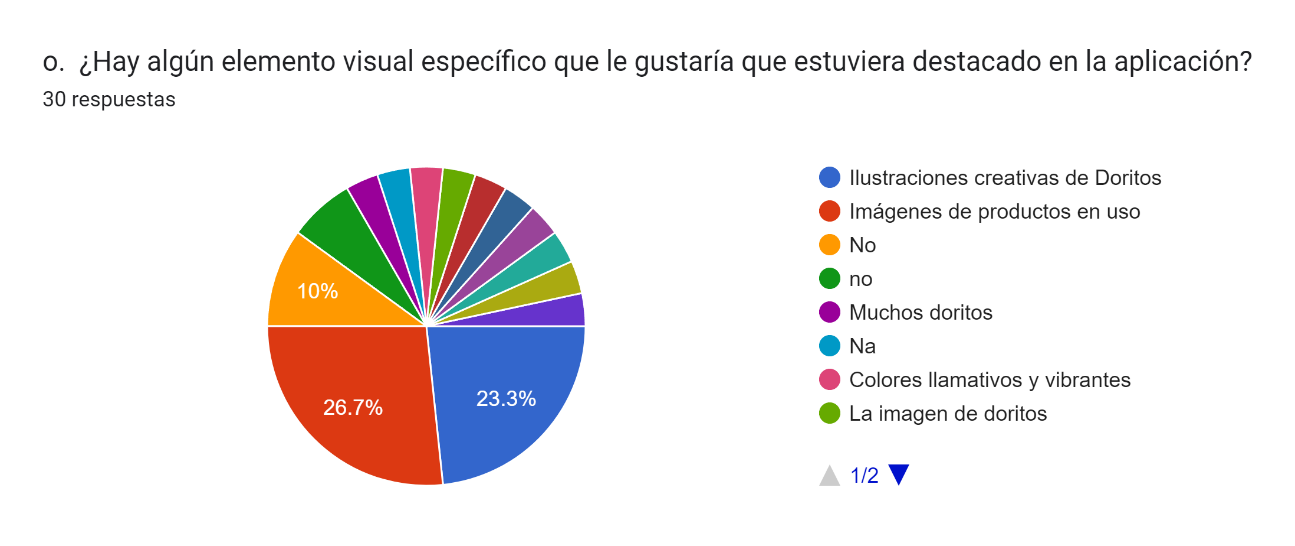 o. ¿Hay algún elemento visual específico que le gustaría que estuviera destacado en la aplicación?
30 respuestas
10%
26.7%
23.3%
Ilustraciones creativas de Doritos
Imágenes de productos en uso
No
no
Muchos doritos
Na
Colores llamativos y vibrantes
La imagen de doritos
1/2